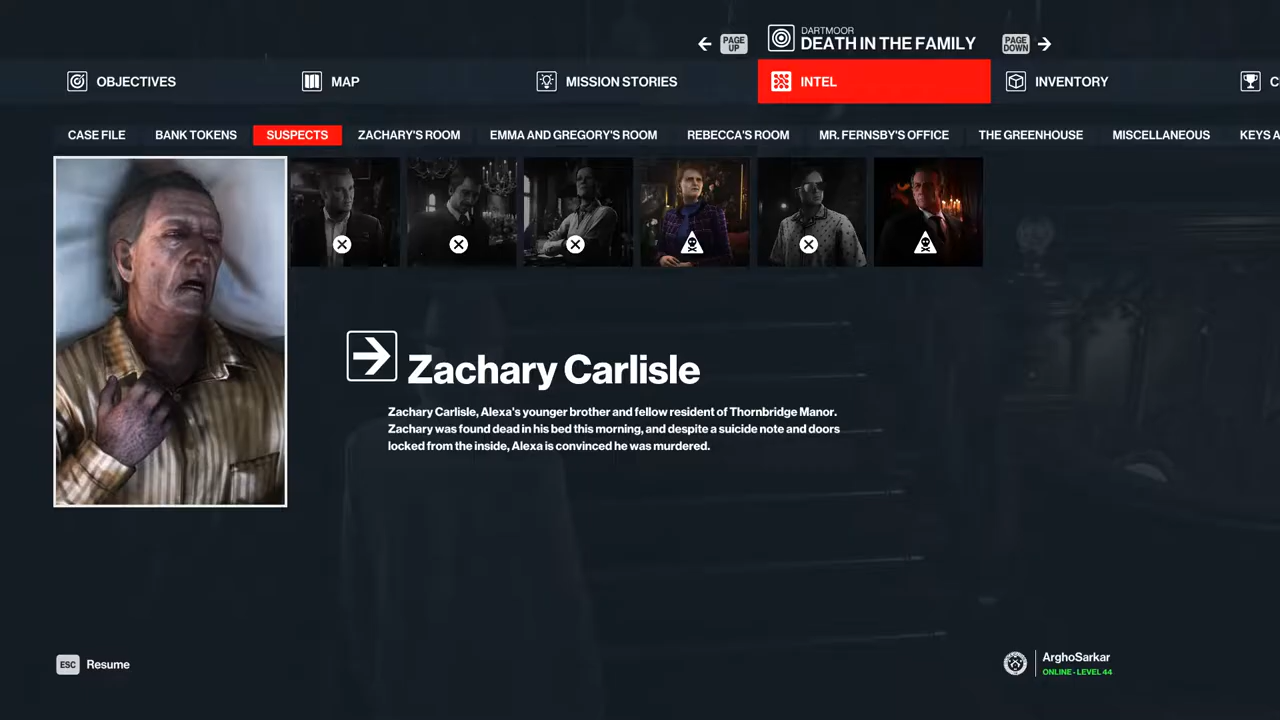 DARTMOOR
PAGE UP DEATH IN THE FAMILY PAGE DOWN
OBJECTIVES MAP MISSION STORIES INTEL INVENTORY C
CASE FILE BANK TOKENS SUSPECTS ZACHARY'S ROOM EMMA AND GREGORY'S ROOM REBECCA'S ROOM MR. FERNSBY'S OFFICE THE GREENHOUSE MISCELLANEOUS KEYS A
Zachary Carlisle
Zachary Carlisle, Alexa's younger brother and fellow resident of Thornbridge Manor.
Zachary was found dead in his bed this morning, and despite a suicide note and doors
locked from the inside, Alexa is convinced he was murdered.
ESC Resume
ArghoSarkar
ONLINE - LEVEL 44